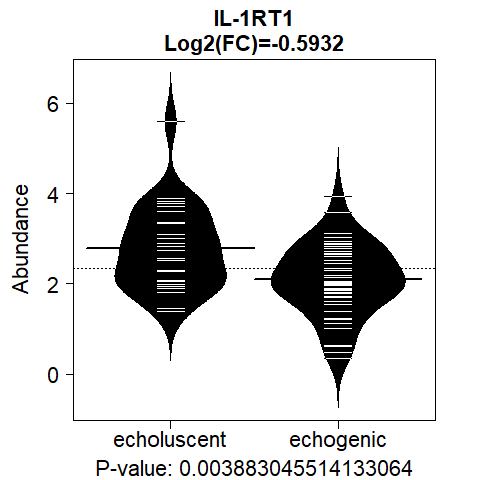 IL-1RT1
Log2(FC)=-0.5932
Abundance
6
4
2
0
echoluscent echogenic
P-value: 0.003883045514133064